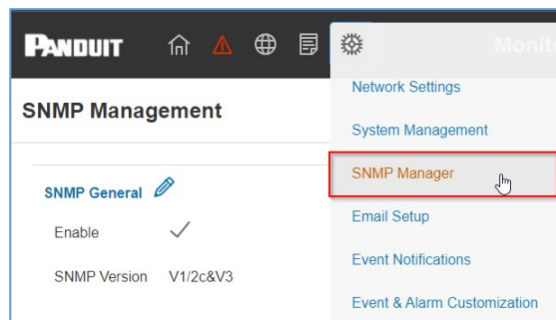 PANDUIT
Monit
SNMP Management
Network Settings
System Management
SNMP Manager
Email Setup
Event Notifications
Event & Alarm Customization
SNMP General
Enable
SNMP Version V1/2c&V3